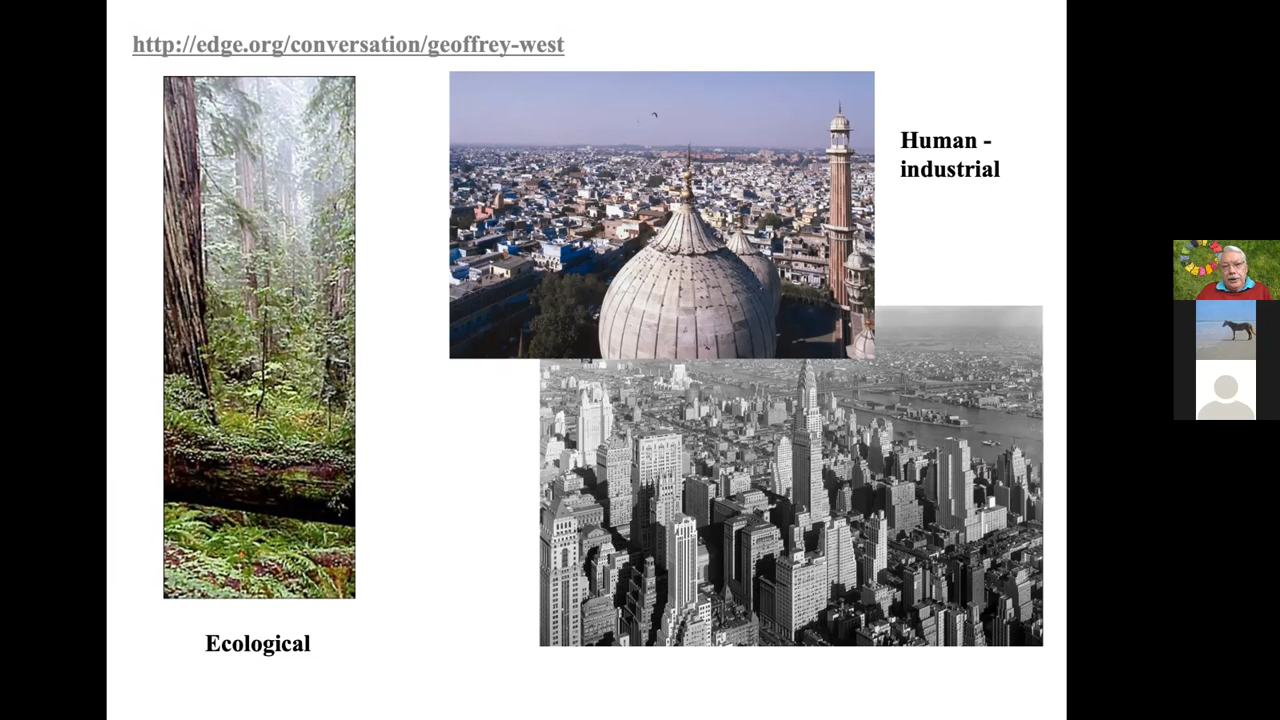 http://edge.org/conversation/geoffrey-west
Human -
industrial
Ecological